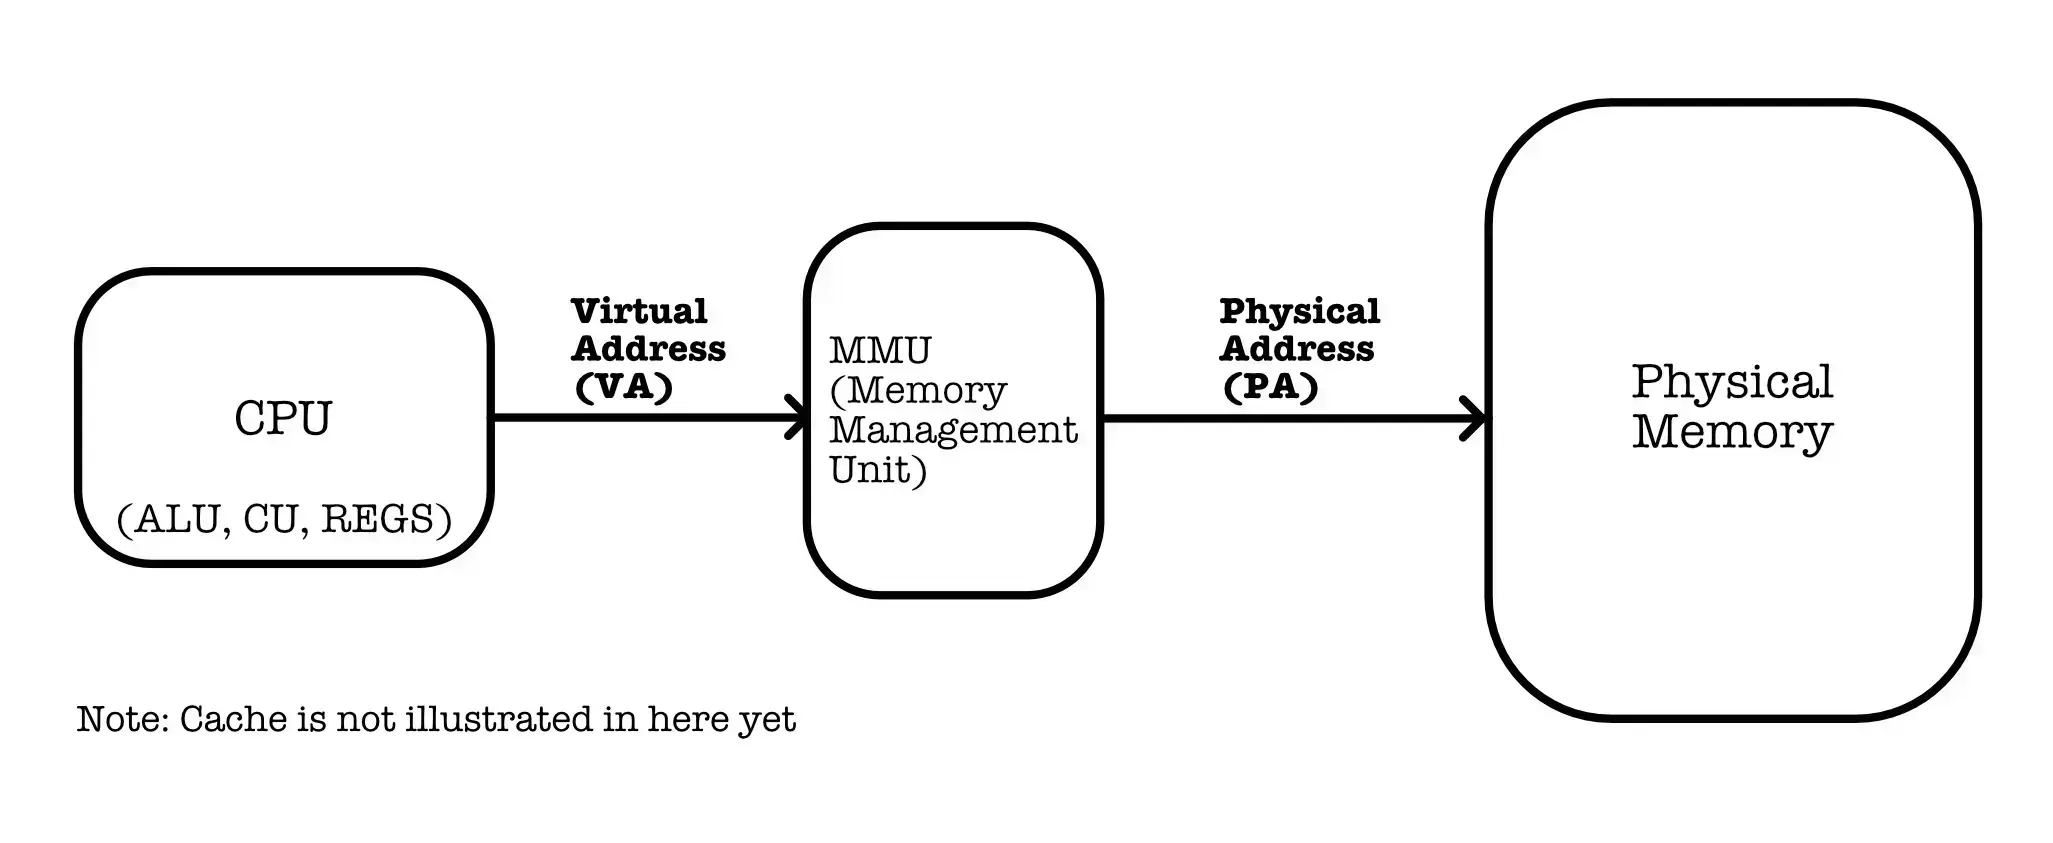 CPU
(ALU, CU, REGS)
Virtual
Address
(VA)
MMU
(Memory
Management
Unit)
Physical
Address
(PA)
Physical
Memory
Note: Cache is not illustrated in here yet